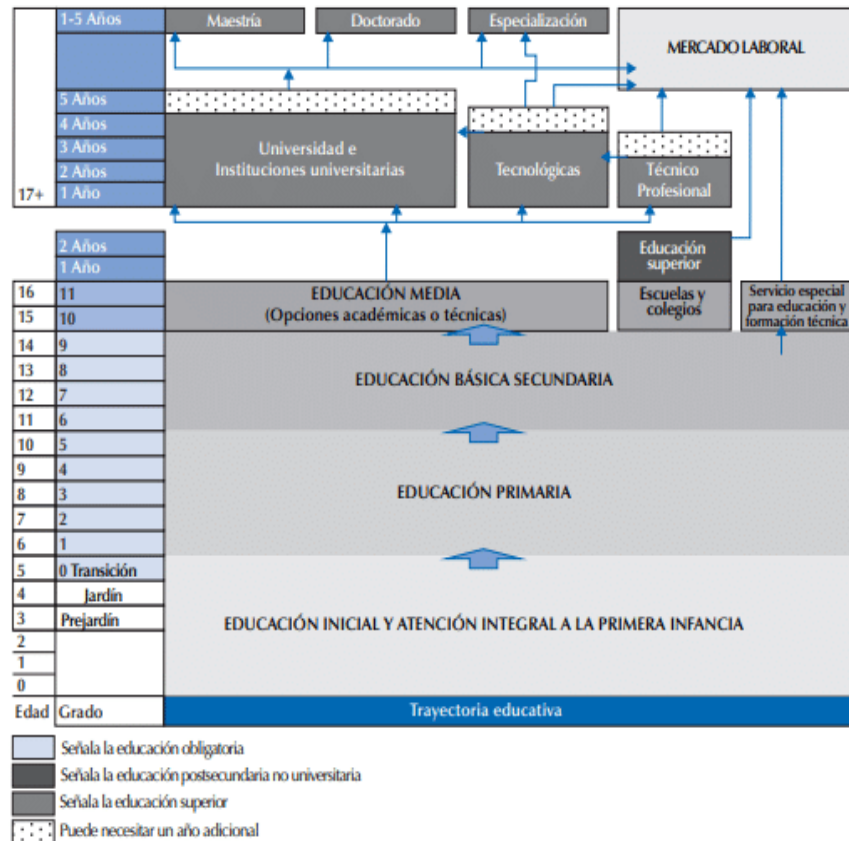 1-5 Años
Maestría
Doctorado
Especialización
MERCADO LABORAL
5 Años
4 Años
3 Años
2 Años
1 Año
17+
Universidad e
Instituciones universitarias
Tecnológicas
Técnico
Profesional
2 Años
1 Año
Educación
superior
16
11
15
10
EDUCACIÓN MEDIA
(Opciones académicas o técnicas)
Escuelas y
colegios
Servicio especial
para educación y
formación técnica
14
9
13
8
12
7
11
6
EDUCACIÓN BÁSICA SECUNDARIA
10
5
9
4
8
3
7
2
6
1
EDUCACIÓN PRIMARIA
5
0 Transición
4
Jardín
3
Prejardín
2
1
0
EDUCACIÓN INICIAL Y ATENCIÓN INTEGRAL A LA PRIMERA INFANCIA
Edad
Grado
Trayectoria educativa
Señala la educación obligatoria
Señala la educación postsecundaria no universitaria
Señala la educación superior
Puede necesitar un año adicional